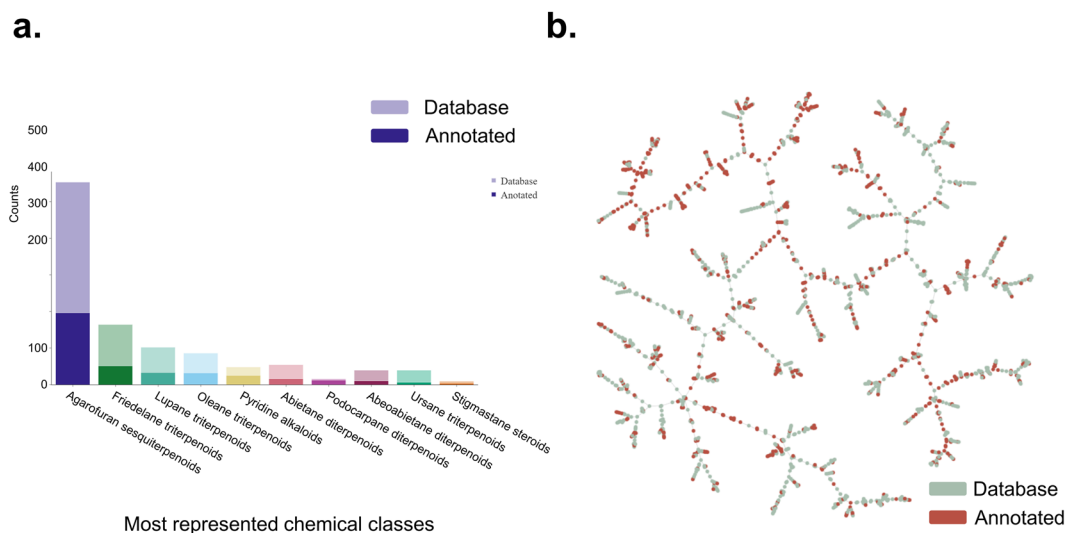 a.
Database
Annotated
500
400
300
200
100
0
Counts
Database
Anotated
Agarofuran sesquiterpenoids
Friedelane triterpenoids
Lupane triterpenoids
Oleane triterpenoids
Pyridine alkaloids
Abietane diterpenoids
Podocarpane diterpenoids
Abeoabietane diterpenoids
Ursane triterpenoids
Stigmastane steroids
Most represented chemical classes
b.
Database
Annotated